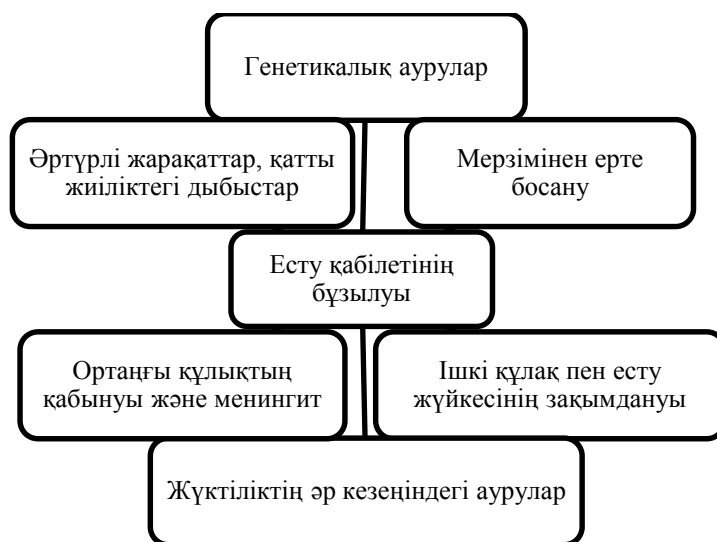 Генетикалық аурулар
Әртүрлі жарақаттар, қатты
жиіліктегі дыбыстар
Мерзімінен ерте
босану
Есту қабілетінің
бұзылуы
Ортаңғы құлықтың
қабынуы және менингит
Ішкі құлақ пен есту
жүйкесінің зақымдануы
Жүктіліктің әр кезеңіндегі аурулар